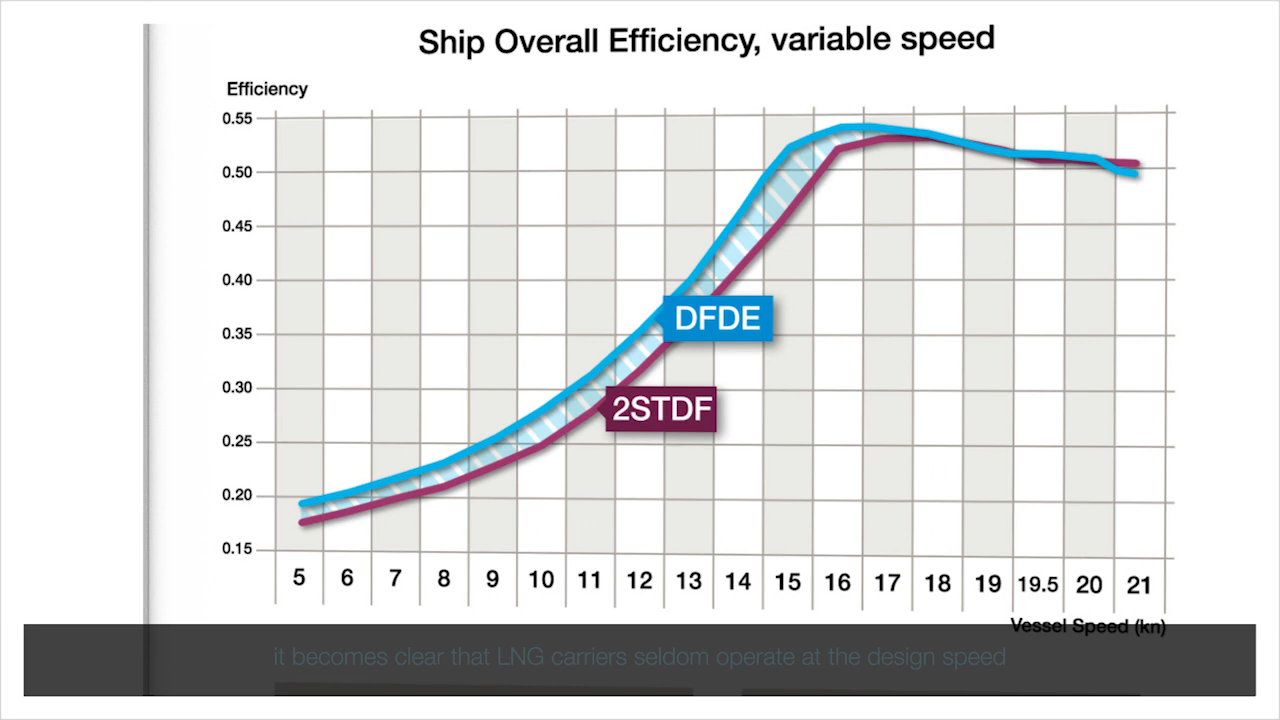 Ship Overall Efficiency, variable speed
Efficiency
0.55
0.50
0.45
0.40
0.35
0.30
0.25
0.20
0.15
DFDE
2STDF
5 6 7 8 9 10 11 12 13 14 15 16 17 18 19 19.5 20 21
Vessel Speed (kn)
it becomes clear that LNG carriers seldom operate at the design speed